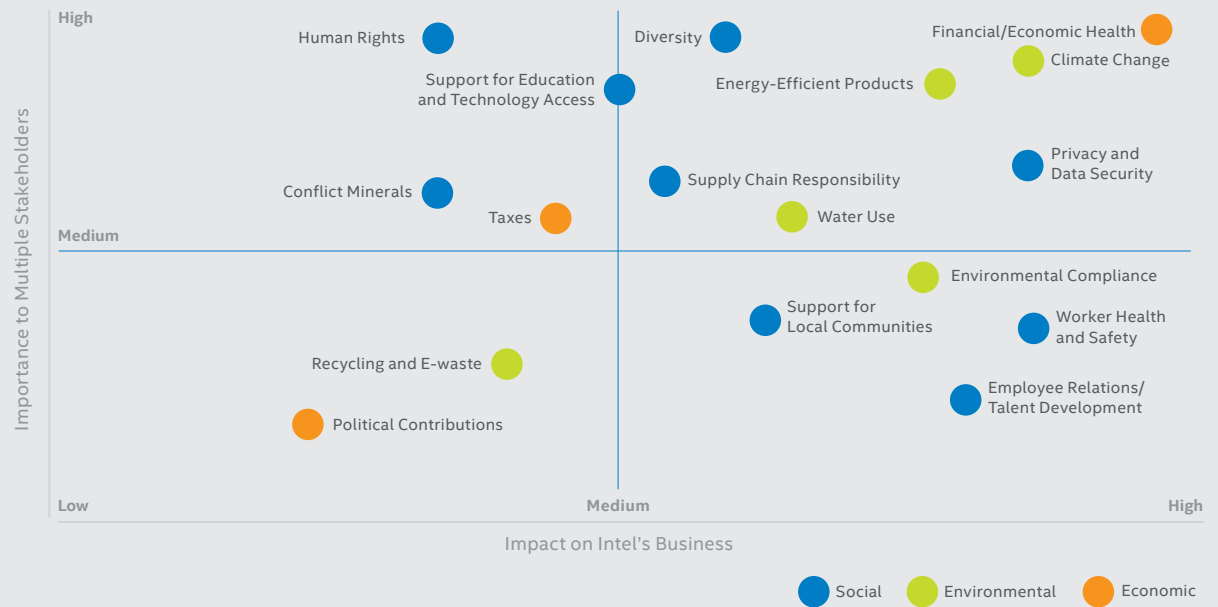 High
Human Rights
Diversity
Financial/Economic Health
Climate Change
Support for Education
and Technology Access
Energy-Efficient Products
Privacy and
Data Security
Conflict Minerals
Supply Chain Responsibility
Taxes
Water Use
Medium
Environmental Compliance
Support for
Local Communities
Worker Health
and Safety
Recycling and E-waste
Employee Relations/
Talent Development
Political Contributions
Importance to Multiple Stakeholders
Low
Medium
High
Impact on Intel's Business
Social
Environmental
Economic